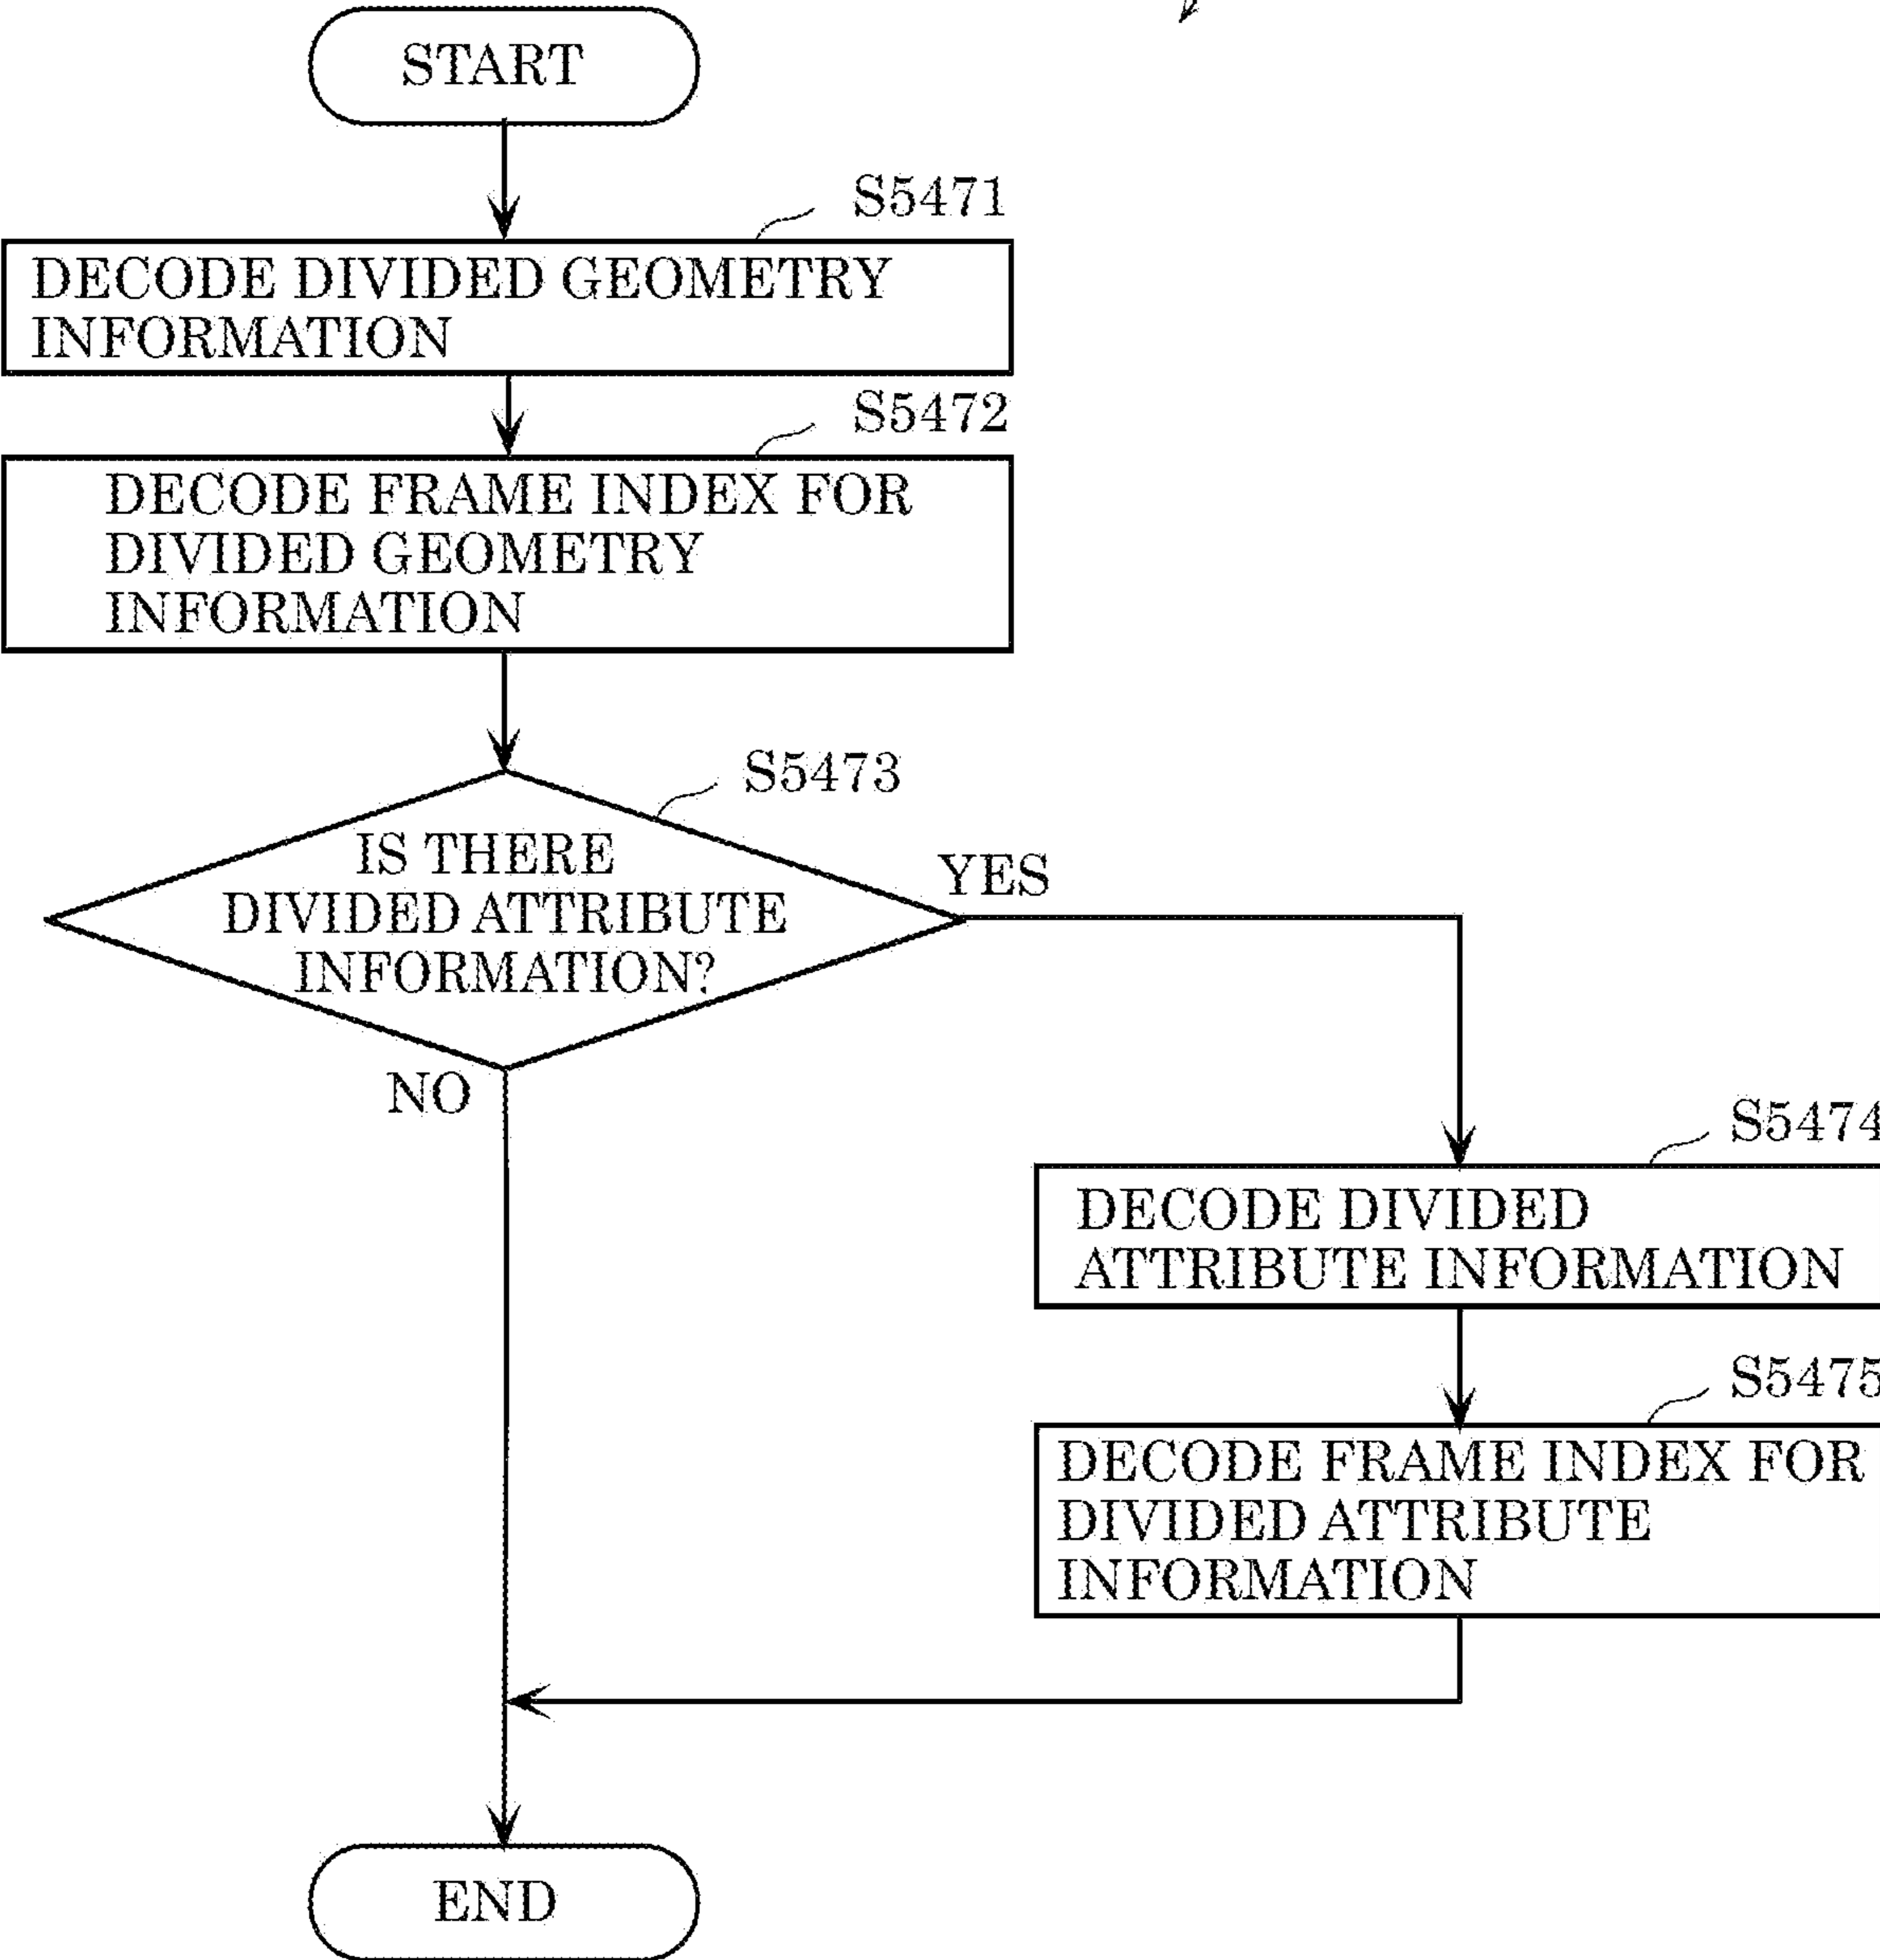 START
S5471
DECODE DIVIDED GEOMETRY
INFORMATION
S5472
DECODE FRAME INDEX FOR
DIVIDED GEOMETRY
INFORMATION
S5473
IS THERE
DIVIDED ATTRIBUTE
INFORMATION?
YES
NO
S5474
DECODE DIVIDED
ATTRIBUTE INFORMATION
S5475
DECODE FRAME INDEX FOR
DIVIDED ATTRIBUTE
INFORMATION
END